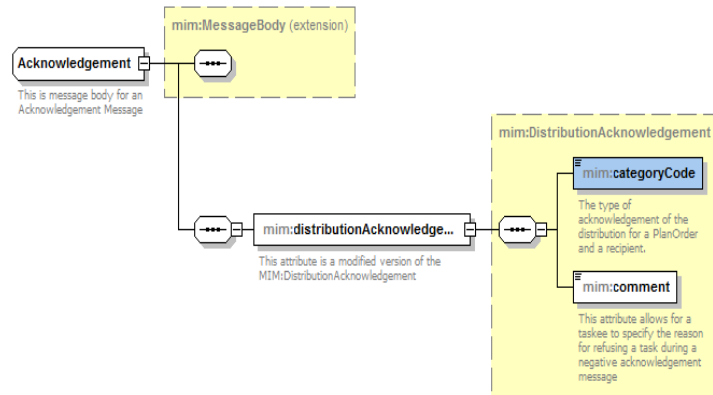 mim:MessageBody (extension)
Acknowledgement
This is message body for an
Acknowledgement Message
mim:DistributionAcknowledgement
mim:categoryCode
The type of
acknowledgement of the
distribution for a PlanOrder
and a recipient.
mim:distributionAcknowledge...
This attribute is a modified version of the
MIM:DistributionAcknowledgement
mim:comment
This attribute allows for a
taskee to specify the reason
for refusing a task during a
negative acknowledgement
message